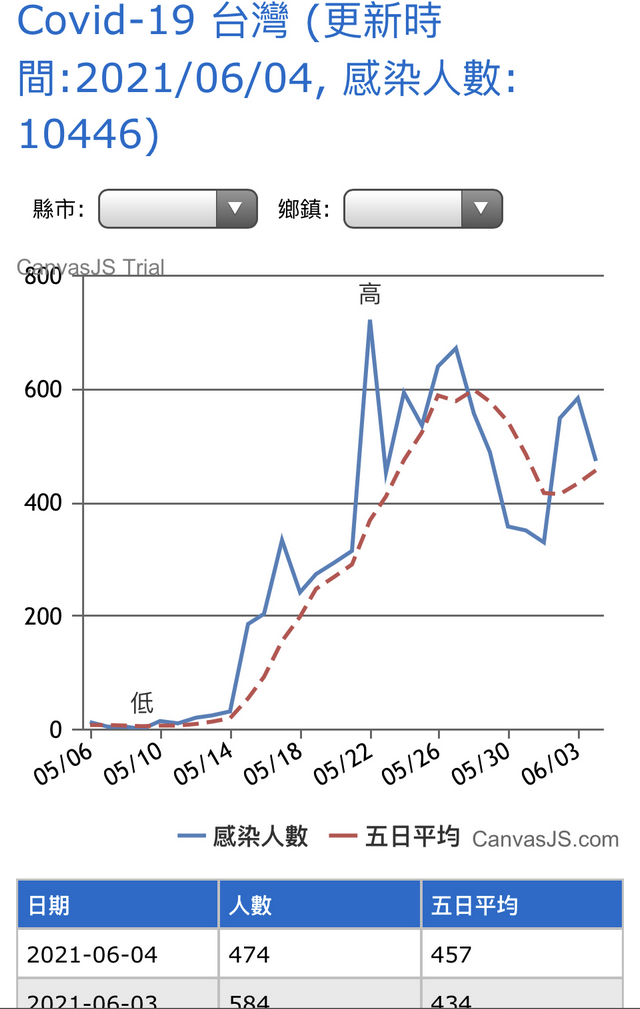 Covid-19 台灣 (更新時
間:2021/06/04, 感染人數:
10446)
縣市:
鄉鎮:
CanvasJS Trial
800
高
600
400
200
低
0
05/06
05/10
05/14
05/18
05/22
05/26
05/30
06/03
感染人數
五日平均
CanvasJS.com
日期 人數 五日平均
2021-06-04 474 457
2021-06-03 584 434